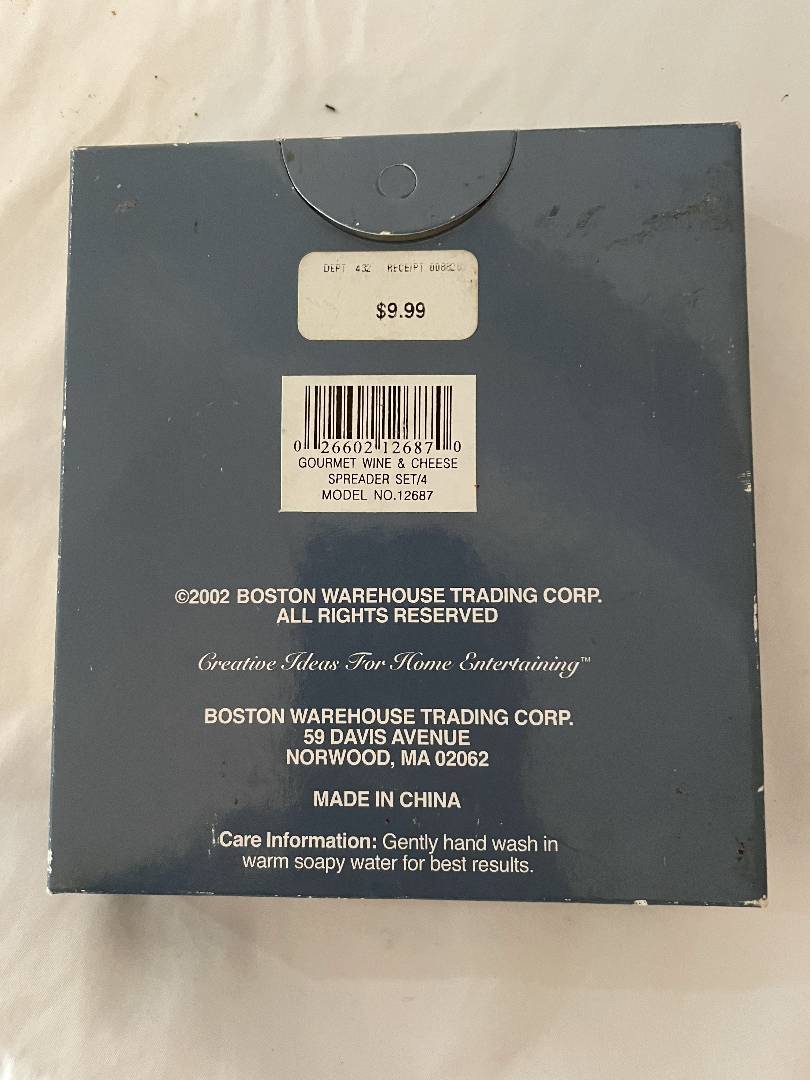 DEPT 432 RECEIPT
$9.99
0 26602 12687 0
GOURMET WINE & CHEESE
SPREADER SET/4
MODEL NO.12687
©2002 BOSTON WAREHOUSE TRADING CORP.
ALL RIGHTS RESERVED
Creative Ideas For Home Entertaining™
BOSTON WAREHOUSE TRADING CORP.
59 DAVIS AVENUE
NORWOOD, MA 02062
MADE IN CHINA
Care Information: Gently hand wash in
warm soapy water for best results.